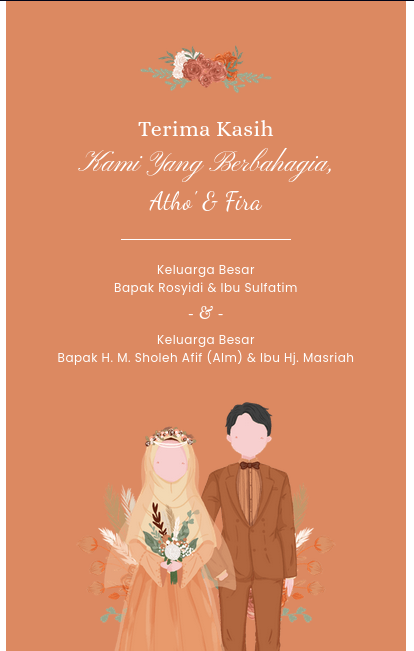 Terima Kasih
Kami Yang Berbahagia,
Atho' & Fira
Keluarga Besar
Bapak Rosyidi & Ibu Sulfatim
- & -
Keluarga Besar
Bapak H. M. Sholeh Afif (Alm) & Ibu Hj. Masriah